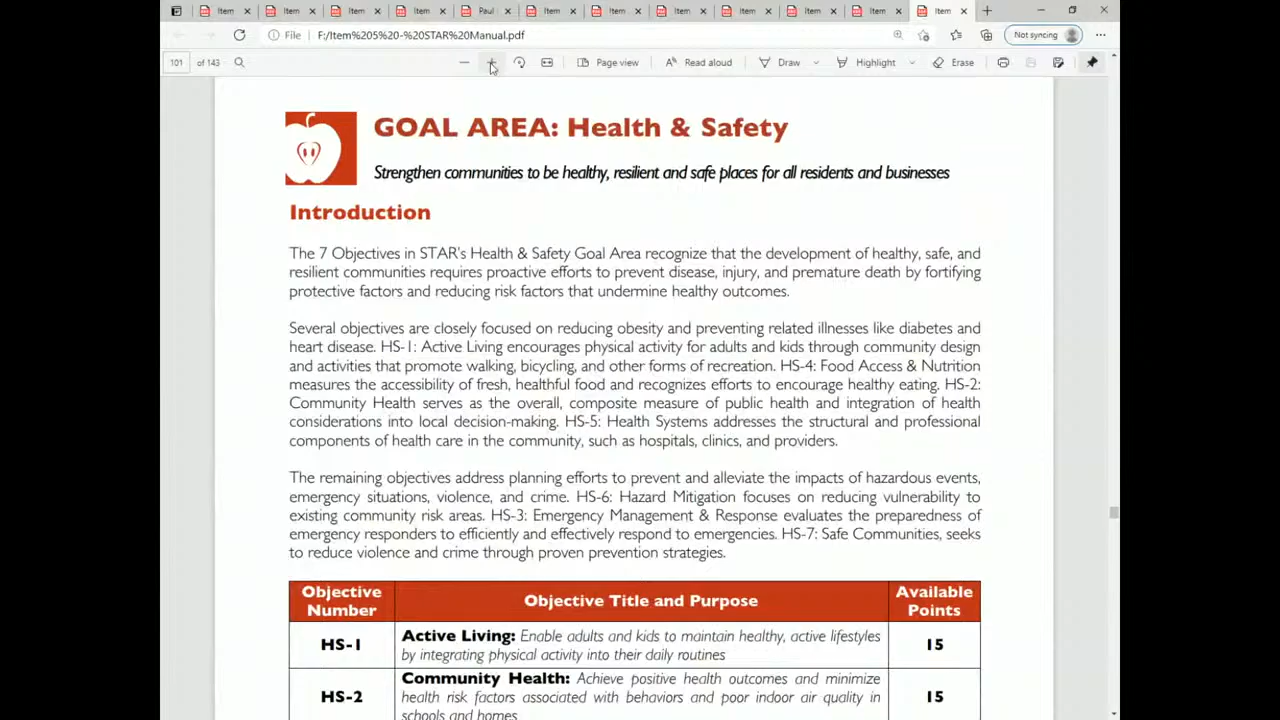 Item
Item
Item
Item
Paul
Item
Item
Item
Item
Item
Item
Item
File F:/Item%205%20-%20STAR%20Manual.pdf
Not syncing
101 of 143
Page view
Read aloud
Draw
Highlight
Erase
GOAL AREA: Health & Safety
Strengthen communities to be healthy, resilient and safe places for all residents and businesses
Introduction
The 7 Objectives in STAR's Health & Safety Goal Area recognize that the development of healthy, safe, and
resilient communities requires proactive efforts to prevent disease, injury, and premature death by fortifying
protective factors and reducing risk factors that undermine healthy outcomes.
Several objectives are closely focused on reducing obesity and preventing related illnesses like diabetes and
heart disease. HS-1: Active Living encourages physical activity for adults and kids through community design
and activities that promote walking, bicycling, and other forms of recreation. HS-4: Food Access & Nutrition
measures the accessibility of fresh, healthful food and recognizes efforts to encourage healthy eating. HS-2:
Community Health serves as the overall, composite measure of public health and integration of health
considerations into local decision-making. HS-5: Health Systems addresses the structural and professional
components of health care in the community, such as hospitals, clinics, and providers.
The remaining objectives address planning efforts to prevent and alleviate the impacts of hazardous events,
emergency situations, violence, and crime. HS-6: Hazard Mitigation focuses on reducing vulnerability to
existing community risk areas. HS-3: Emergency Management & Response evaluates the preparedness of
emergency responders to efficiently and effectively respond to emergencies. HS-7: Safe Communities, seeks
to reduce violence and crime through proven prevention strategies.
Objective Number
Objective Title and Purpose
Available Points
HS-1
Active Living: Enable adults and kids to maintain healthy, active lifestyles
by integrating physical activity into their daily routines
15
HS-2
Community Health: Achieve positive health outcomes and minimize
health risk factors associated with behaviors and poor indoor air quality in
schools and homes
15